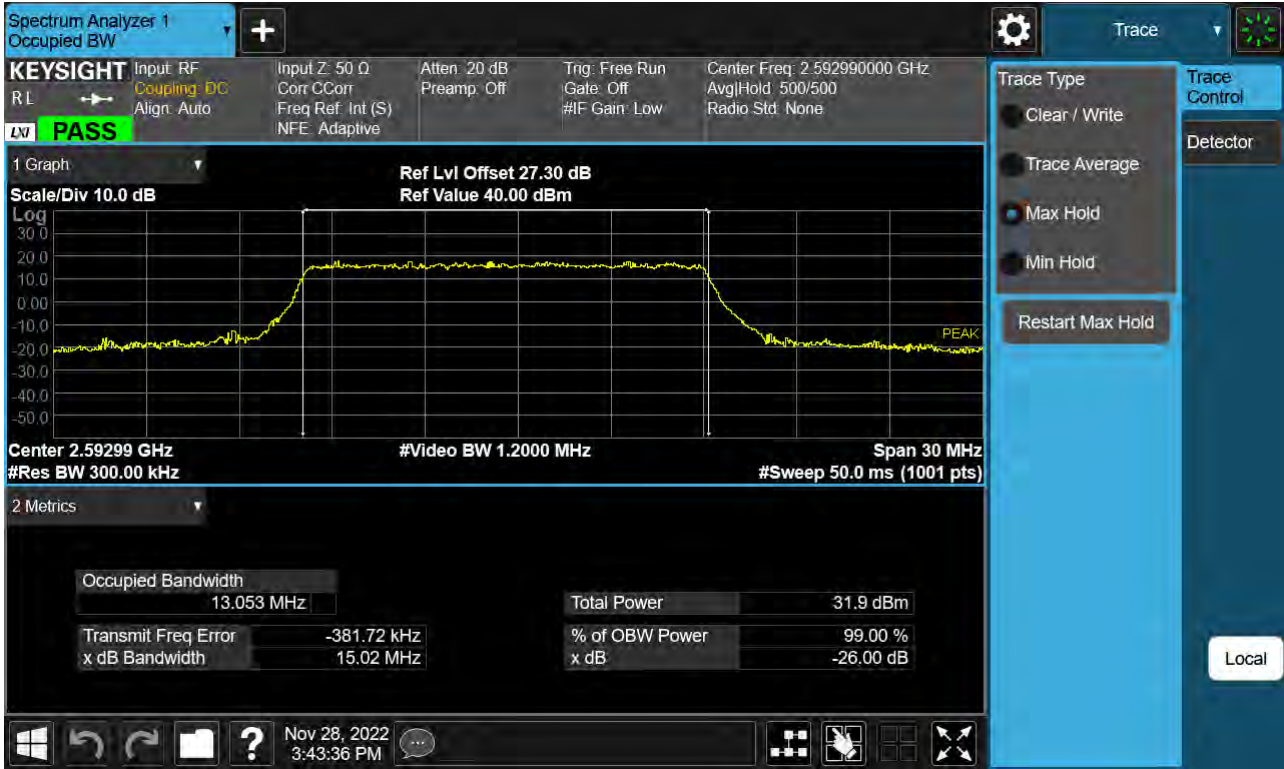 Spectrum Analyzer 1
Occupied BW
+
Trace
KEYSIGHT
RL
LXI
PASS
Input: RF
Coupling: DC
Align: Auto
Input Z: 50 Ω
Corr CCorr
Freq Ref: Int (S)
NFE: Adaptive
Atten: 20 dB
Preamp: Off
Trig: Free Run
Gate: Off
#IF Gain: Low
Center Freq: 2.592990000 GHz
Avg|Hold: 500/500
Radio Std: None
1 Graph
Scale/Div 10.0 dB
Ref Lvl Offset 27.30 dB
Ref Value 40.00 dBm
Log
30.0
20.0
10.0
0.00
-10.0
-20.0
-30.0
-40.0
-50.0
PEAK
Center 2.59299 GHz
#Video BW 1.2000 MHz
Span 30 MHz
#Res BW 300.00 kHz
#Sweep 50.0 ms (1001 pts)
2 Metrics
Occupied Bandwidth
13.053 MHz
Total Power 31.9 dBm
Transmit Freq Error -381.72 kHz
% of OBW Power 99.00 %
x dB Bandwidth 15.02 MHz
x dB -26.00 dB
Trace Type
Clear / Write
Trace Average
Max Hold
Min Hold
Restart Max Hold
Trace
Control
Detector
Local
?
Nov 28, 2022
3:43:36 PM